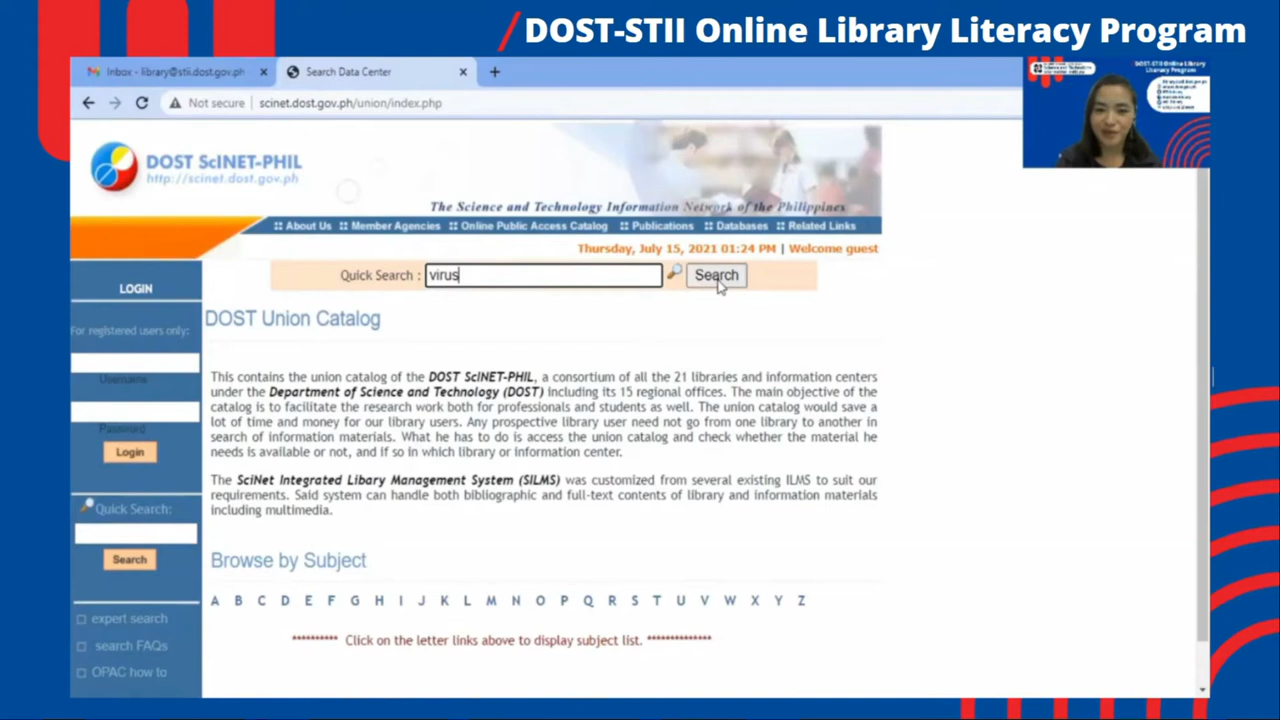 DOST-STII Online Library Literacy Program
Inbox - library@stii.dost.gov.ph
Search Data Center
Not secure
scinet.dost.gov.ph/union/index.php
DOST-STII Online Library
Literacy Program
DOST ScINET-PHIL
http://scinet.dost.gov.ph
The Science and Technology Information Network of the Philippines
:: About Us :: Member Agencies :: Online Public Access Catalog :: Publications :: Databases :: Related Links
Thursday, July 15, 2021 01:24 PM | Welcome guest
Quick Search : virus Search
LOGIN
For registered users only:
Username
Password
Login
Quick Search:
Search
expert search
search FAQs
OPAC how to
DOST Union Catalog
This contains the union catalog of the DOST ScINET-PHIL, a consortium of all the 21 libraries and information centers
under the Department of Science and Technology (DOST) including its 15 regional offices. The main objective of the
catalog is to facilitate the research work both for professionals and students as well. The union catalog would save a
lot of time and money for our library users. Any prospective library user need not go from one library to another in
search of information materials. What he has to do is access the union catalog and check whether the material he
needs is available or not, and if so in which library or information center.
The SciNet Integrated Libary Management System (SILMS) was customized from several existing ILMS to suit our
requirements. Said system can handle both bibliographic and full-text contents of library and information materials
including multimedia.
Browse by Subject
A B C D E F G H I J K L M N O P Q R S T U V W X Y Z
********** Click on the letter links above to display subject list. **************